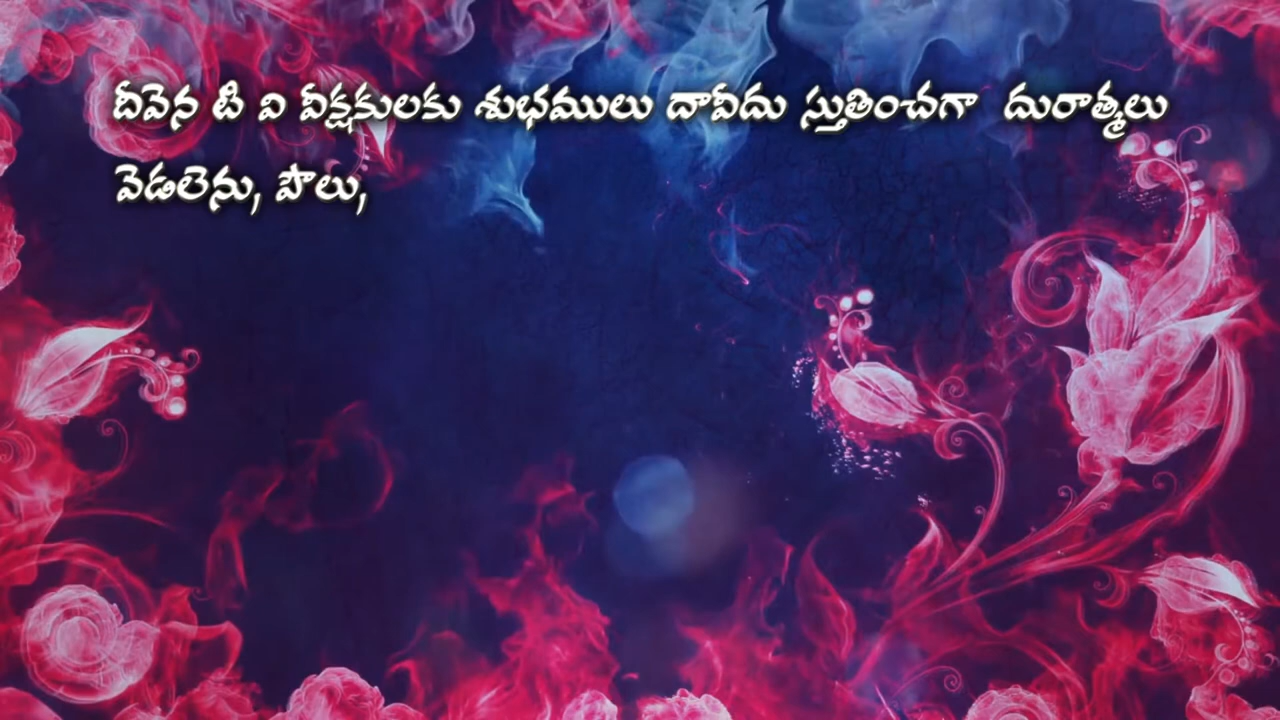 దీవెన టి వి వీక్షకులకు శుభములు దావీదు స్తుతించగా దురాత్మలు
వెడలెను, పౌలు,